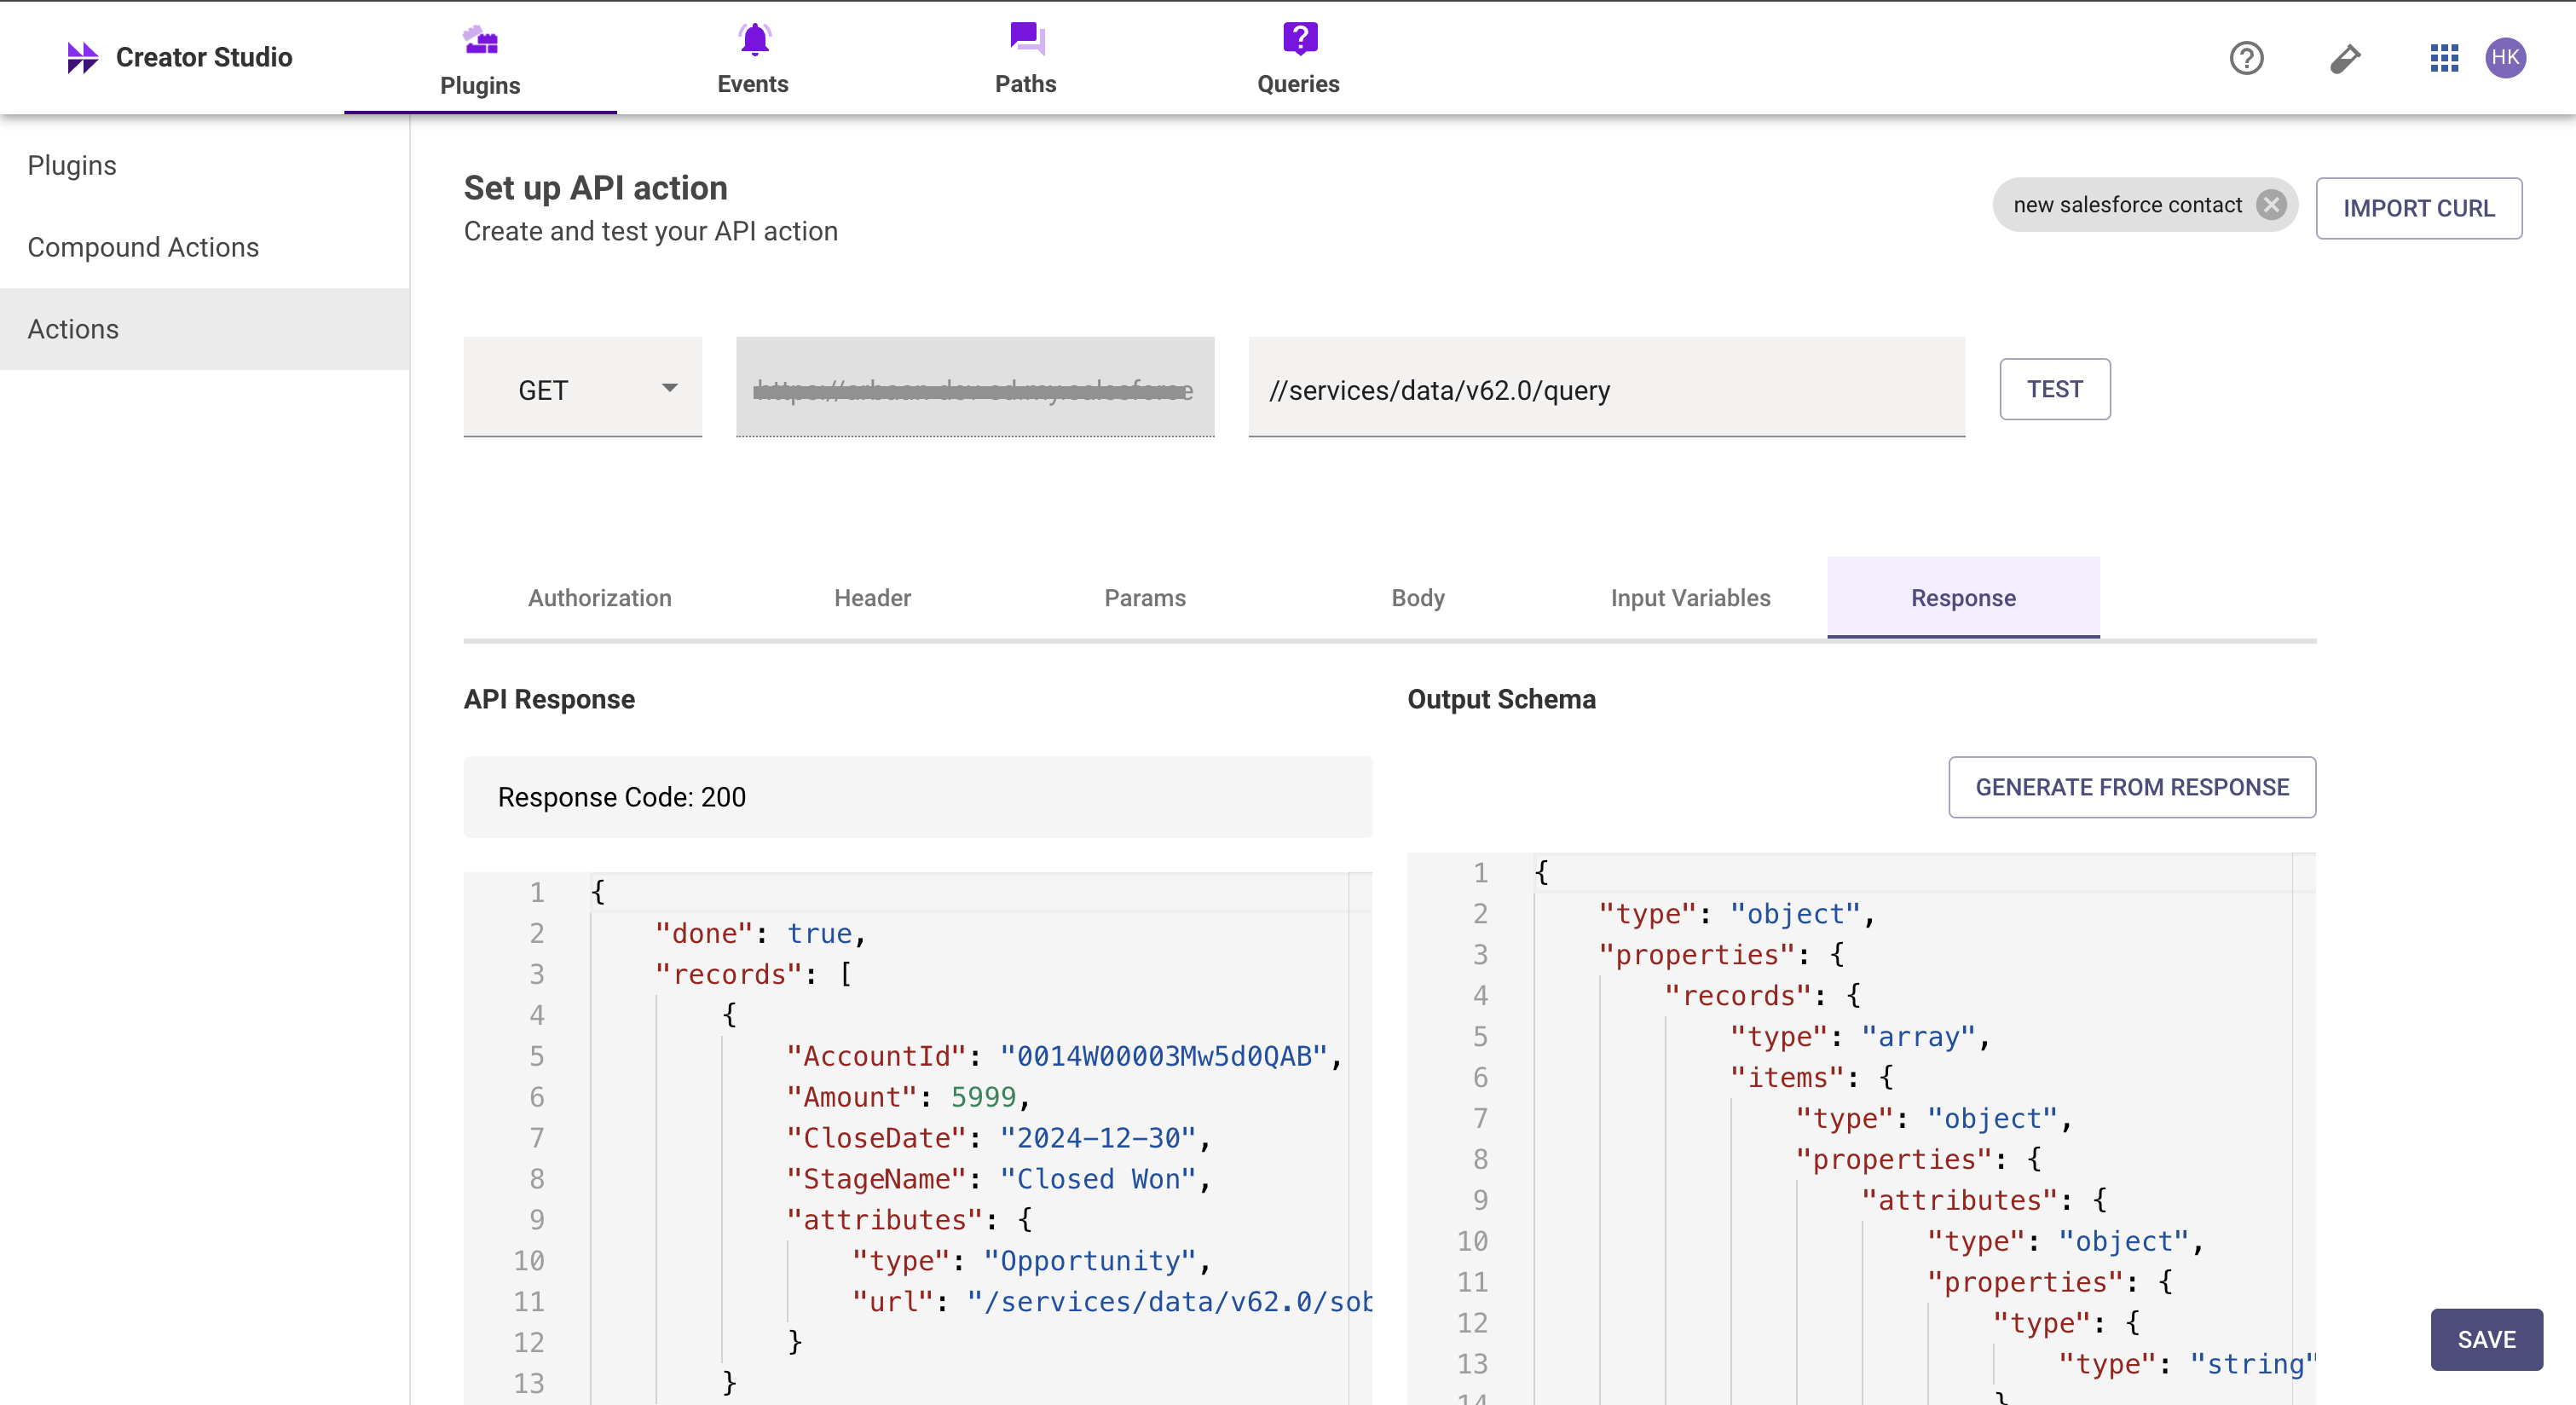 Creator Studio
Plugins
Events
Paths
Queries
HK
Plugins
Compound Actions
Actions
Set up API action
Create and test your API action
new salesforce contact
IMPORT CURL
GET
//services/data/v62.0/query
TEST
Authorization
Header
Params
Body
Input Variables
Response
API Response
Response Code: 200
1 {
2 "done": true,
3 "records": [
4 {
5 "AccountId": "0014W00003Mw5d0QAB",
6 "Amount": 5999,
7 "CloseDate": "2024-12-30",
8 "StageName": "Closed Won",
9 "attributes": {
10 "type": "Opportunity",
11 "url": "/services/data/v62.0/sob
12 }
13 }
Output Schema
GENERATE FROM RESPONSE
1 {
2 "type": "object",
3 "properties": {
4 "records": {
5 "type": "array",
6 "items": {
7 "type": "object",
8 "properties": {
9 "attributes": {
10 "type": "object",
11 "properties": {
12 "type": {
13 "type": "string"
14 }
SAVE